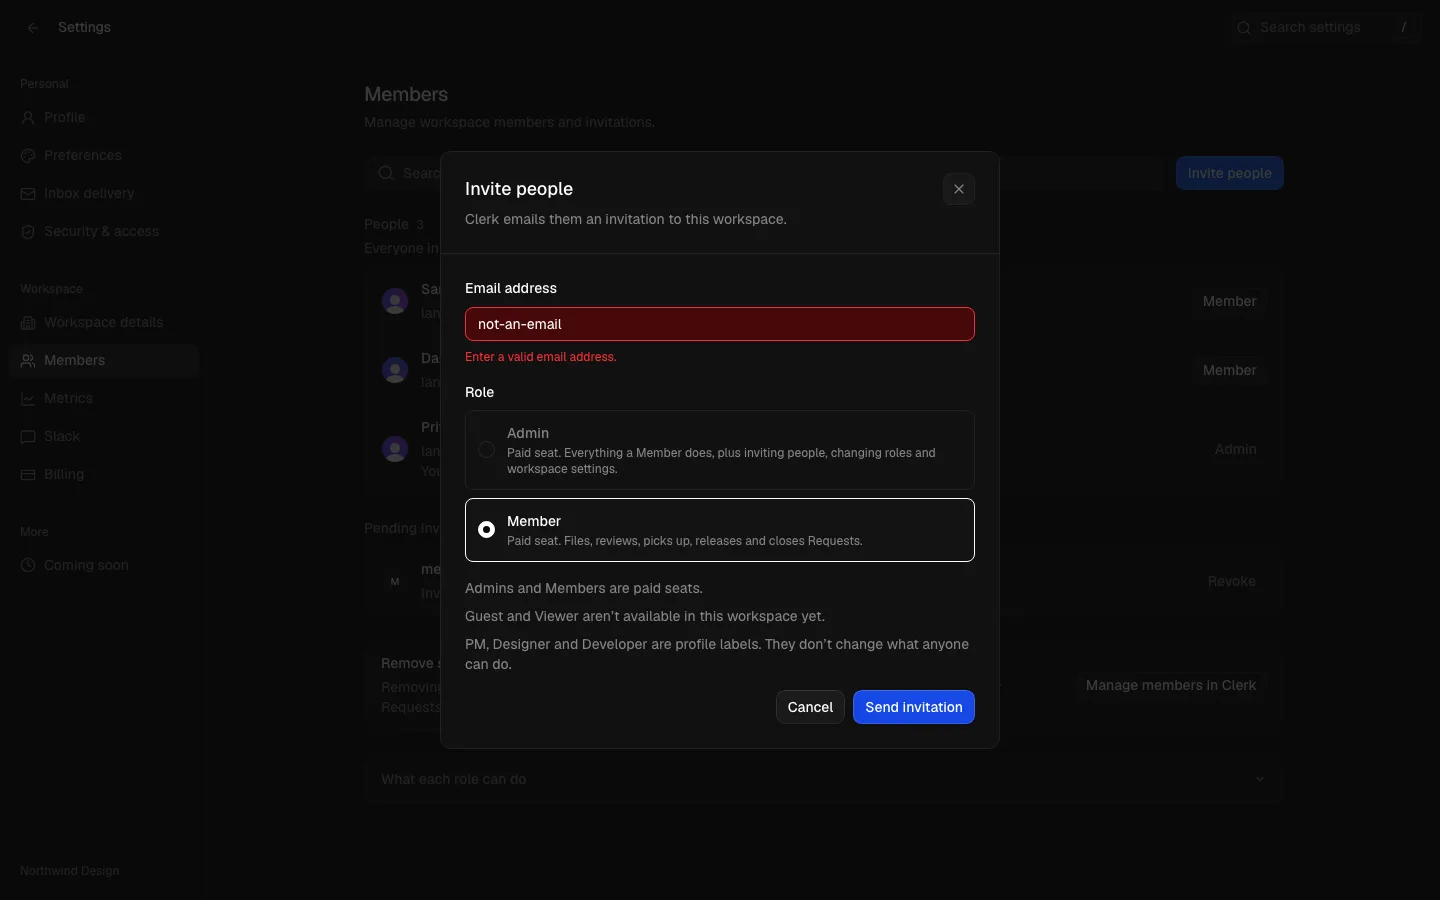 Settings
Search settings
/
Personal
Profile
Preferences
Inbox delivery
Security & access
Workspace
Workspace details
Members
Metrics
Slack
Billing
More
Coming soon
Northwind Design
Members
Manage workspace members and invitations.
Invite people
People 3
Everyone in
Member
Member
Admin
Pending
M
Revoke
Remove
Removing
Requests
Manage members in Clerk
What each role can do
Invite people
Clerk emails them an invitation to this workspace.
Email address
not-an-email
Enter a valid email address.
Role
Admin
Paid seat. Everything a Member does, plus inviting people, changing roles and
workspace settings.
Member
Paid seat. Files, reviews, picks up, releases and closes Requests.
Admins and Members are paid seats.
Guest and Viewer aren’t available in this workspace yet.
PM, Designer and Developer are profile labels. They don’t change what anyone
can do.
Cancel
Send invitation